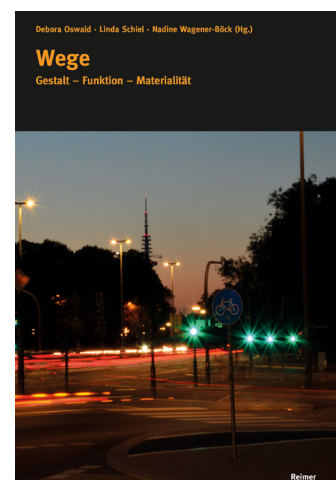 Debora Oswald · Linda Schiel · Nadine Wagener-Böck (Hg.)
Wege
Gestalt – Funktion – Materialität
Reimer